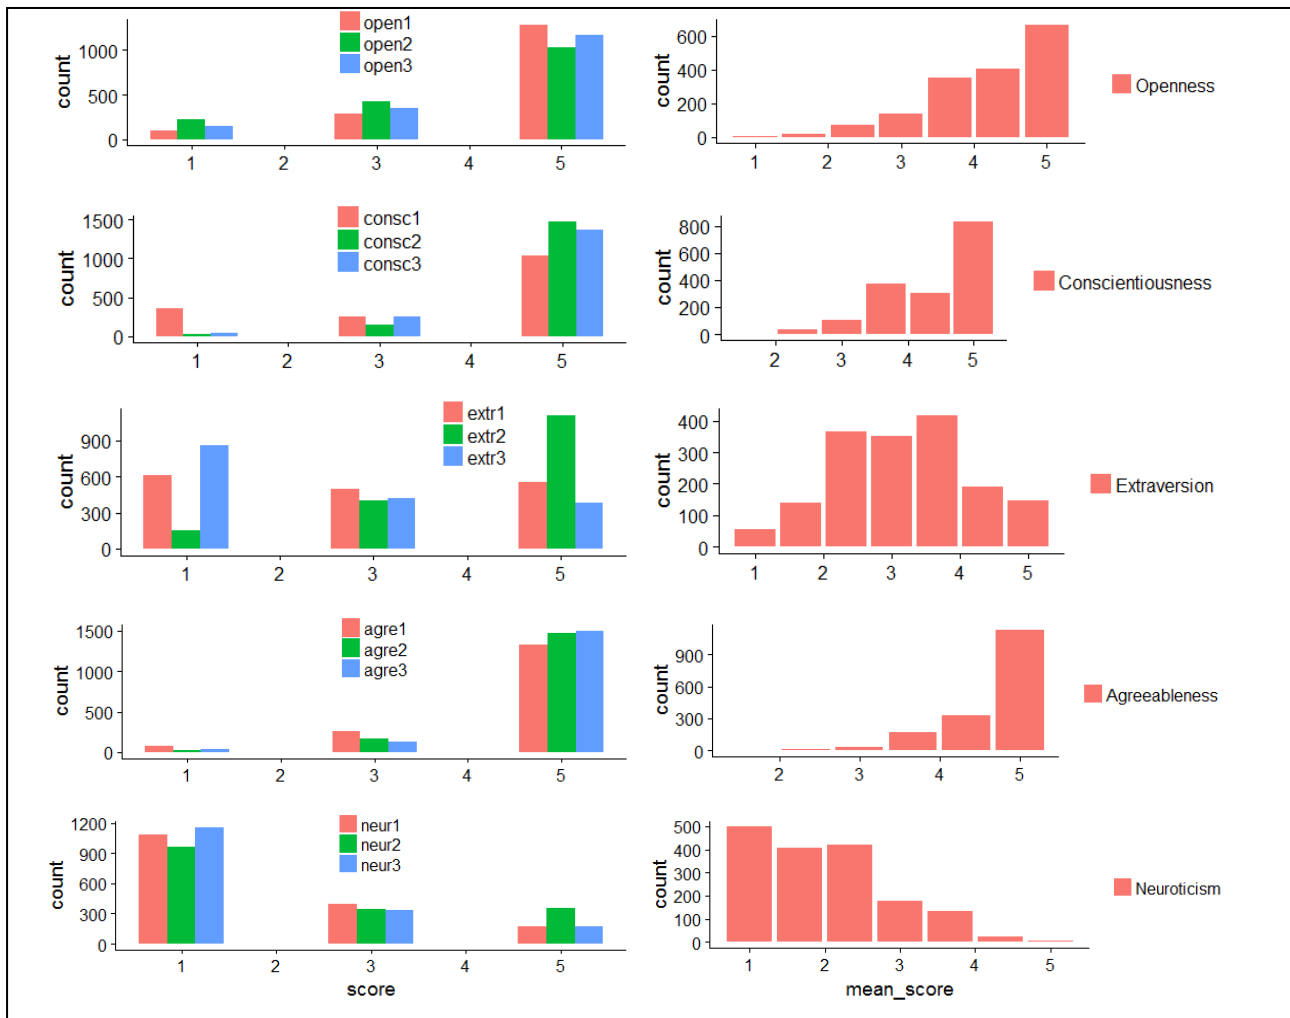 open1
open2
open3
count
1000
500
0
1 2 3 4 5
count
600
400
200
0
1 2 3 4 5
Openness
consc1
consc2
consc3
count
1500
1000
500
0
1 2 3 4 5
count
800
600
400
200
0
2 3 4 5
Conscientiousness
extr1
extr2
extr3
count
900
600
300
0
1 2 3 4 5
count
400
300
200
100
0
1 2 3 4 5
Extraversion
agre1
agre2
agre3
count
1500
1000
500
0
1 2 3 4 5
count
900
600
300
0
2 3 4 5
Agreeableness
neur1
neur2
neur3
count
1200
900
600
300
0
1 2 3 4 5
score
count
500
400
300
200
100
0
1 2 3 4 5
mean_score
Neuroticism